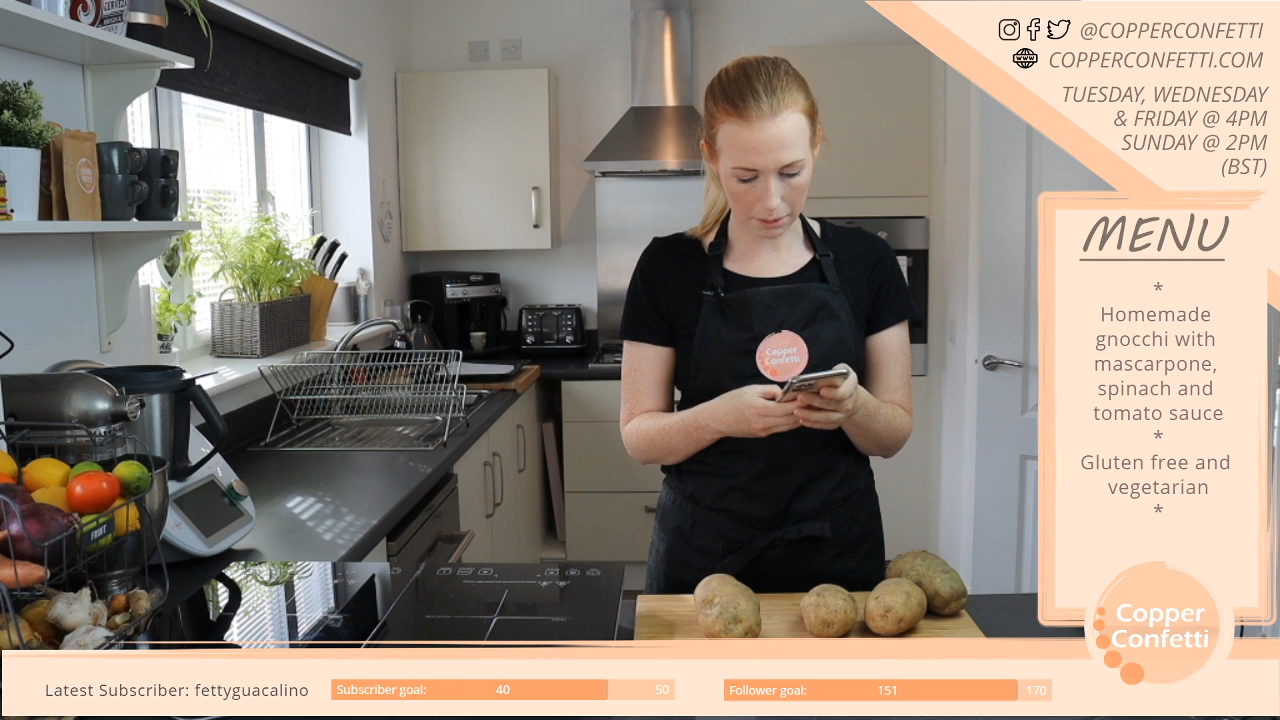 @COPPERCONFETTI
COPPERCONFETTI.COM
TUESDAY, WEDNESDAY
& FRIDAY @ 4PM
SUNDAY @ 2PM
(BST)
MENU
*
Homemade
gnocchi with
mascarpone,
spinach and
tomato sauce
*
Gluten free and
vegetarian
*
Copper
Confetti
Copper
Confetti
FRUIT
Latest Subscriber: fettyguacalino
Subscriber goal: 40 50
Follower goal: 151 170